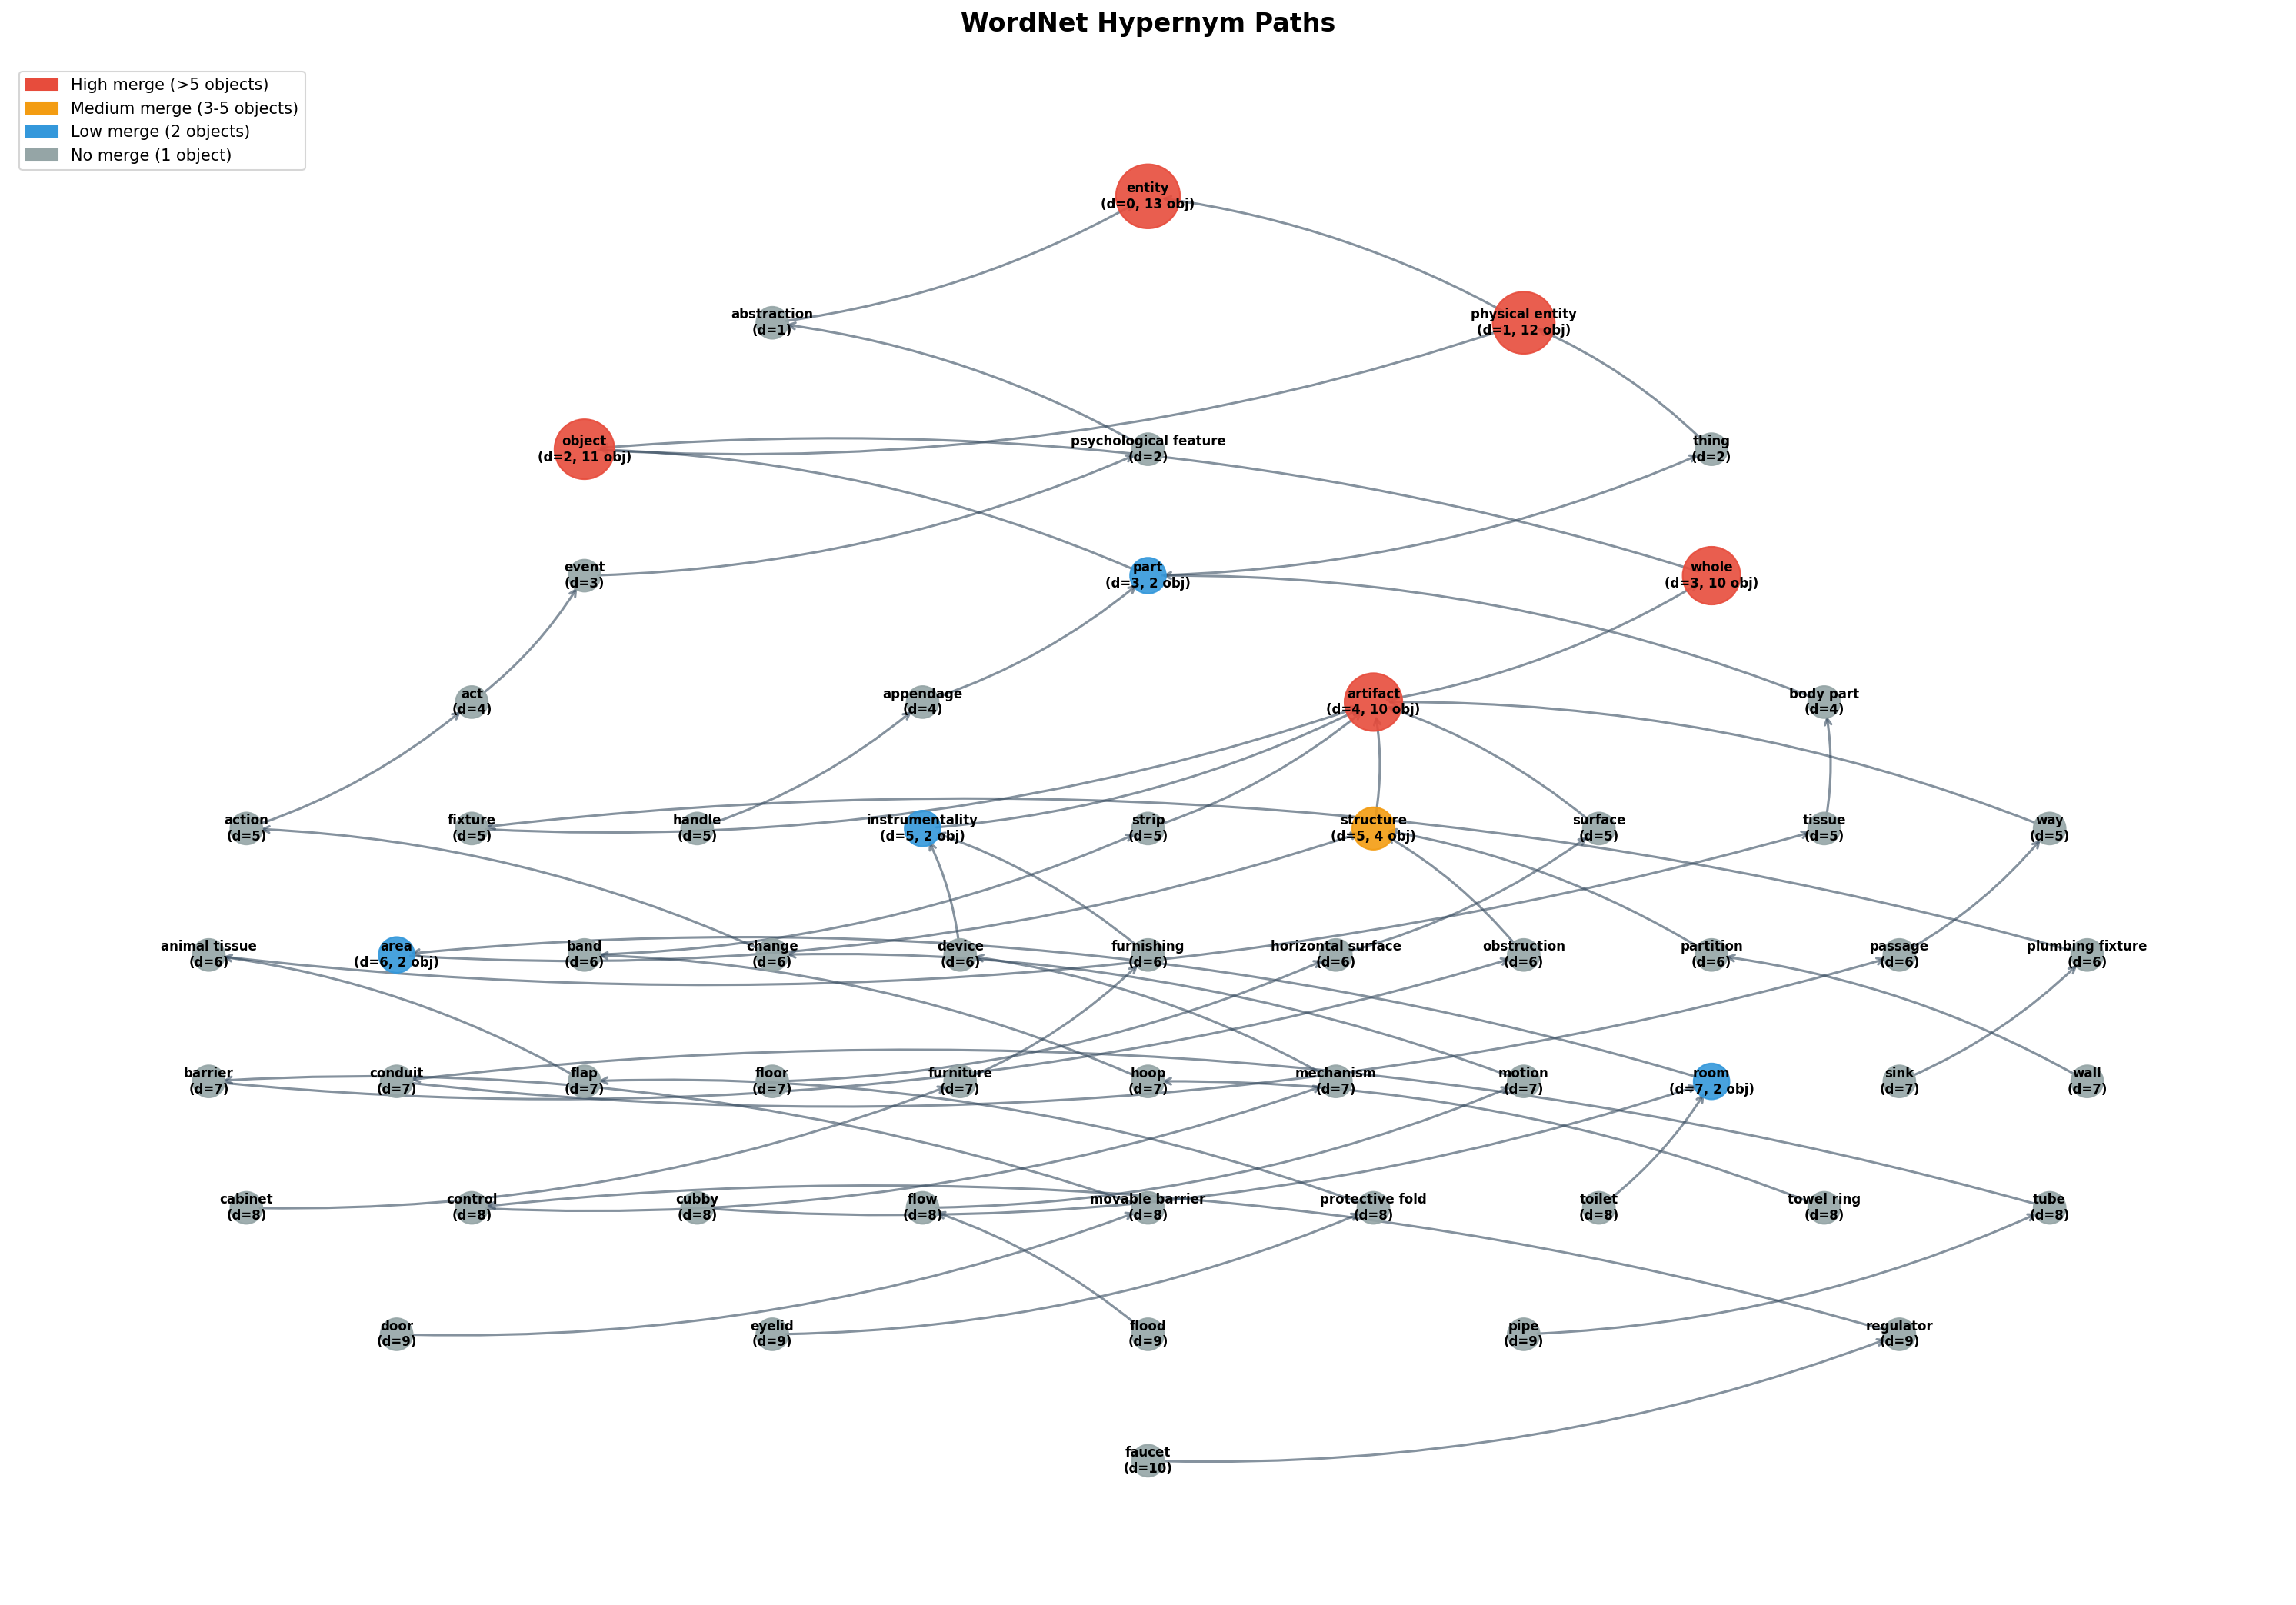 WordNet Hypernym Paths
High merge (>5 objects)
Medium merge (3-5 objects)
Low merge (2 objects)
No merge (1 object)
entity
(d=0, 13 obj)
abstraction
(d=1)
physical entity
(d=1, 12 obj)
object
(d=2, 11 obj)
psychological feature
(d=2)
thing
(d=2)
event
(d=3)
part
(d=3, 2 obj)
whole
(d=3, 10 obj)
act
(d=4)
appendage
(d=4)
artifact
(d=4, 10 obj)
body part
(d=4)
action
(d=5)
fixture
(d=5)
handle
(d=5)
instrumentality
(d=5, 2 obj)
strip
(d=5)
structure
(d=5, 4 obj)
surface
(d=5)
tissue
(d=5)
way
(d=5)
animal tissue
(d=6)
area
(d=6, 2 obj)
band
(d=6)
change
(d=6)
device
(d=6)
furnishing
(d=6)
horizontal surface
(d=6)
obstruction
(d=6)
partition
(d=6)
passage
(d=6)
plumbing fixture
(d=6)
barrier
(d=7)
conduit
(d=7)
flap
(d=7)
floor
(d=7)
furniture
(d=7)
hoop
(d=7)
mechanism
(d=7)
motion
(d=7)
room
(d=7, 2 obj)
sink
(d=7)
wall
(d=7)
cabinet
(d=8)
control
(d=8)
cubby
(d=8)
flow
(d=8)
movable barrier
(d=8)
protective fold
(d=8)
toilet
(d=8)
towel ring
(d=8)
tube
(d=8)
door
(d=9)
eyelid
(d=9)
flood
(d=9)
pipe
(d=9)
regulator
(d=9)
faucet
(d=10)